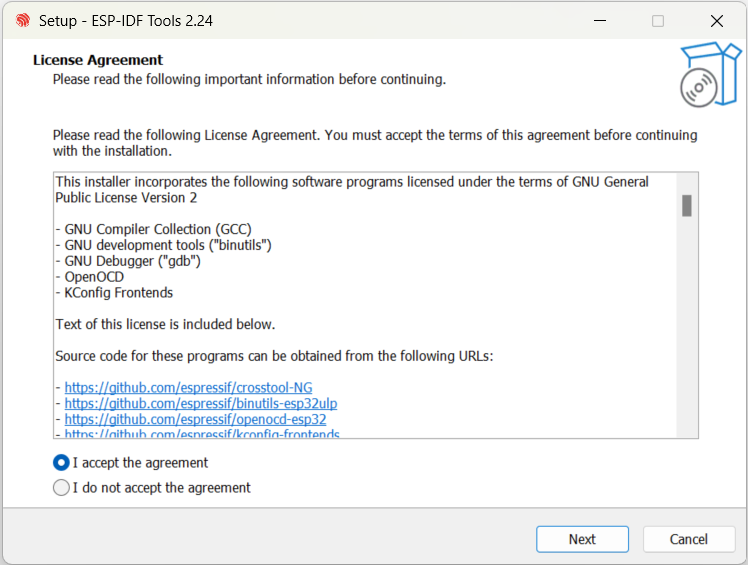 Setup - ESP-IDF Tools 2.24
License Agreement
Please read the following important information before continuing.
Please read the following License Agreement. You must accept the terms of this agreement before continuing
with the installation.
This installer incorporates the following software programs licensed under the terms of GNU General
Public License Version 2
- GNU Compiler Collection (GCC)
- GNU development tools ("binutils")
- GNU Debugger ("gdb")
- OpenOCD
- KConfig Frontends
Text of this license is included below.
Source code for these programs can be obtained from the following URLs:
- https://github.com/espressif/crosstool-NG
- https://github.com/espressif/binutils-esp32ulp
- https://github.com/espressif/openocd-esp32
- https://github.com/espressif/kconfig-frontends
I accept the agreement
I do not accept the agreement
Next
Cancel